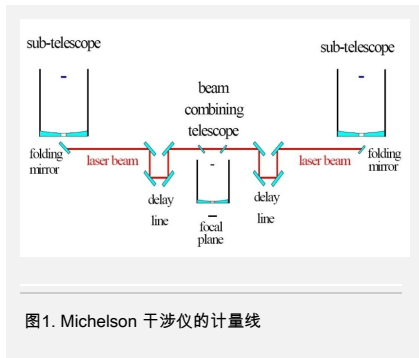 sub-telescope
sub-telescope
beam
combining
telescope
folding
mirror
laser beam
laser beam
folding
mirror
delay
line
delay
line
focal
plane
图1. Michelson 干涉仪的计量线